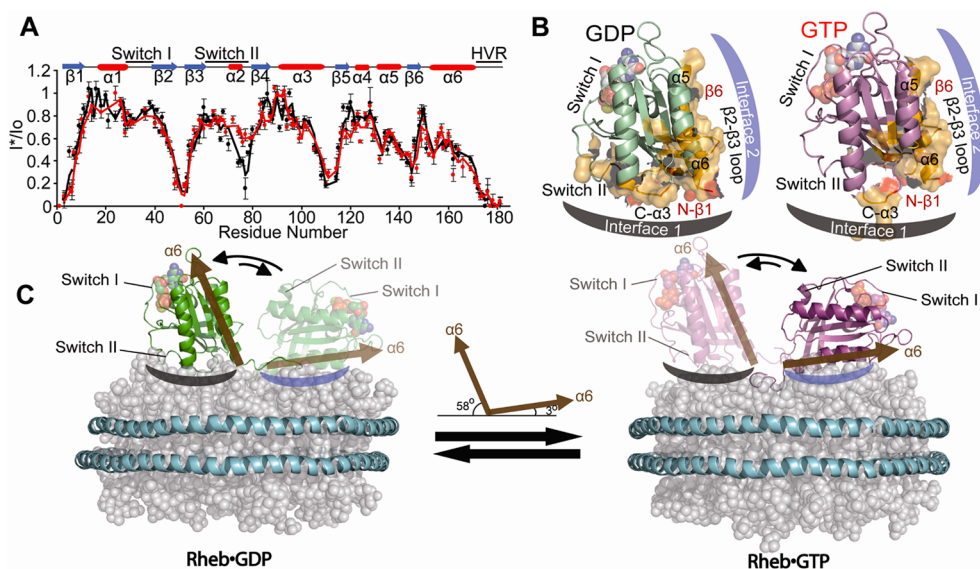 A
Switch I
Switch II
HVR
β1
α1
β2
β3
α2
β4
α3
β5
α4
α5
β6
α6
I*/Io
1.2
1
0.8
0.6
0.4
0.2
0
0
20
40
60
80
100
120
140
160
180
Residue Number
B
GDP
Switch I
α5
β6
β2-β3 loop
α6
Switch II
C-α3
N-β1
Interface 1
Interface 2
GTP
Switch I
α5
β6
β2-β3 loop
α6
Switch II
C-α3
N-β1
Interface 1
Interface 2
C
α6
Switch I
Switch II
Switch II
Switch I
α6
Rheb•GDP
α6
58°
3°
α6
α6
Switch I
Switch II
Switch II
Switch I
α6
Rheb•GTP